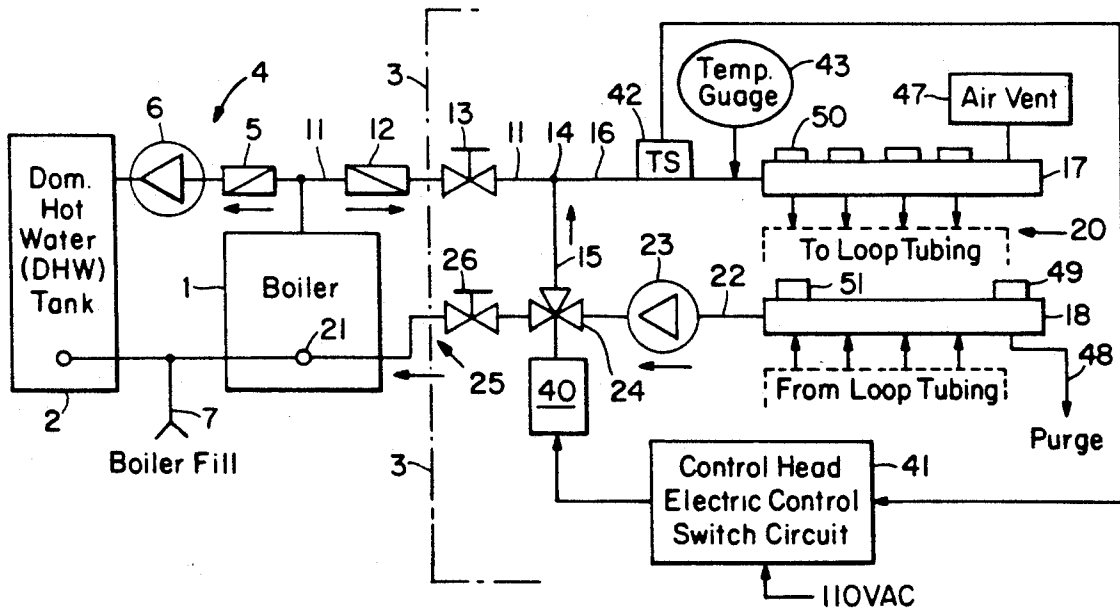 4
3
6
5
11
12
13
11
14
16
42
TS
Temp.
Guage
43
50
47
Air Vent
17
Dom.
Hot
Water
(DHW)
Tank
To Loop Tubing
20
1
Boiler
26
15
23
22
51
49
18
21
25
24
From Loop Tubing
48
2
7
Boiler Fill
3
40
Purge
Control Head
Electric Control
Switch Circuit
41
110VAC